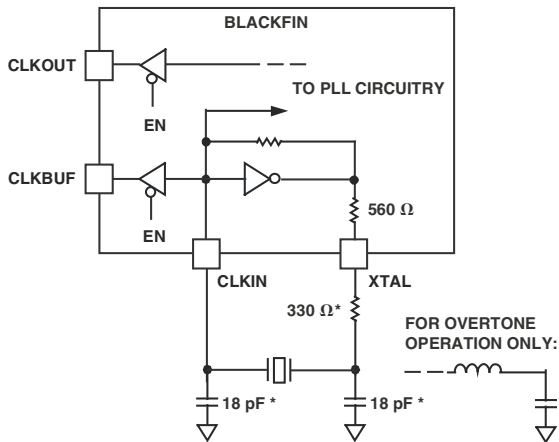 BLACKFIN
CLKOUT
TO PLL CIRCUITRY
EN
CLKBUF
560 Ω
EN
CLKIN
XTAL
330 Ω*
FOR OVERTONE
OPERATION ONLY:
18 pF *
18 pF *